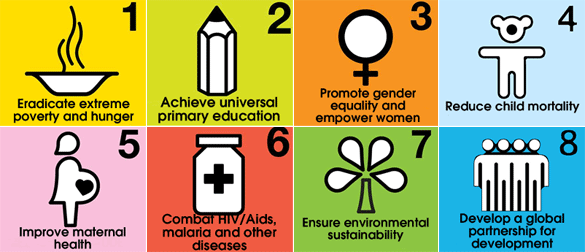 1
Eradicate extreme
poverty and hunger
2
Achieve universal
primary education
3
Promote gender
equality and
empower women
4
Reduce child mortality
5
Improve maternal
health
6
Combat HIV/Aids,
malaria and other
diseases
7
Ensure environmental
sustainability
8
Develop a global
partnership for
development